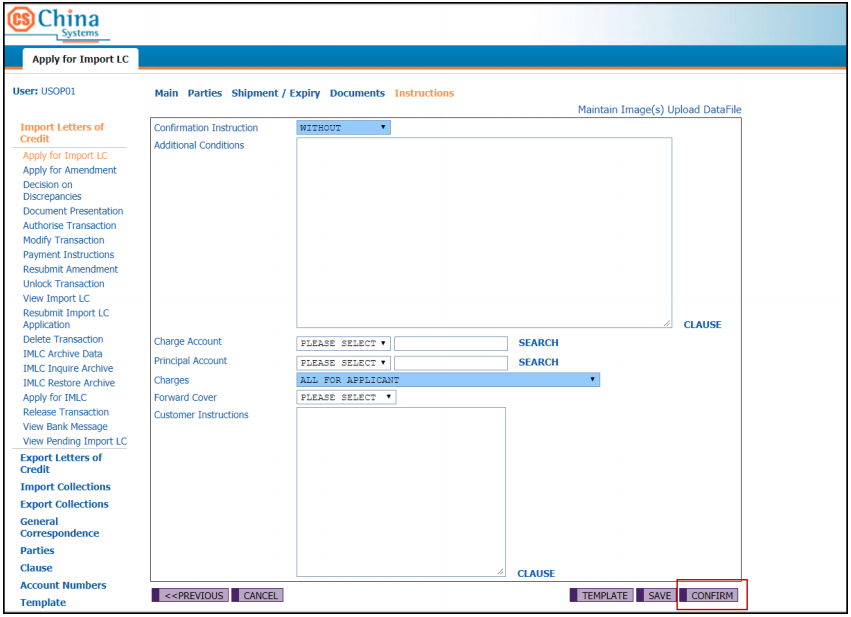 CS China
Systems
Apply for Import LC
User: USOP01
Main Parties Shipment / Expiry Documents Instructions
Maintain Image(s) Upload DataFile
Import Letters of
Credit
Apply for Import LC
Apply for Amendment
Decision on
Discrepancies
Document Presentation
Authorise Transaction
Modify Transaction
Payment Instructions
Resubmit Amendment
Unlock Transaction
View Import LC
Resubmit Import LC
Application
Delete Transaction
IMLC Archive Data
IMLC Inquire Archive
IMLC Restore Archive
Apply for IMLC
Release Transaction
View Bank Message
View Pending Import LC
Export Letters of
Credit
Import Collections
Export Collections
General
Correspondence
Parties
Clause
Account Numbers
Template
Confirmation Instruction WITHOUT
Additional Conditions
CLAUSE
Charge Account PLEASE SELECT SEARCH
Principal Account PLEASE SELECT SEARCH
Charges ALL FOR APPLICANT
Forward Cover PLEASE SELECT
Customer Instructions
CLAUSE
<<PREVIOUS CANCEL TEMPLATE SAVE CONFIRM